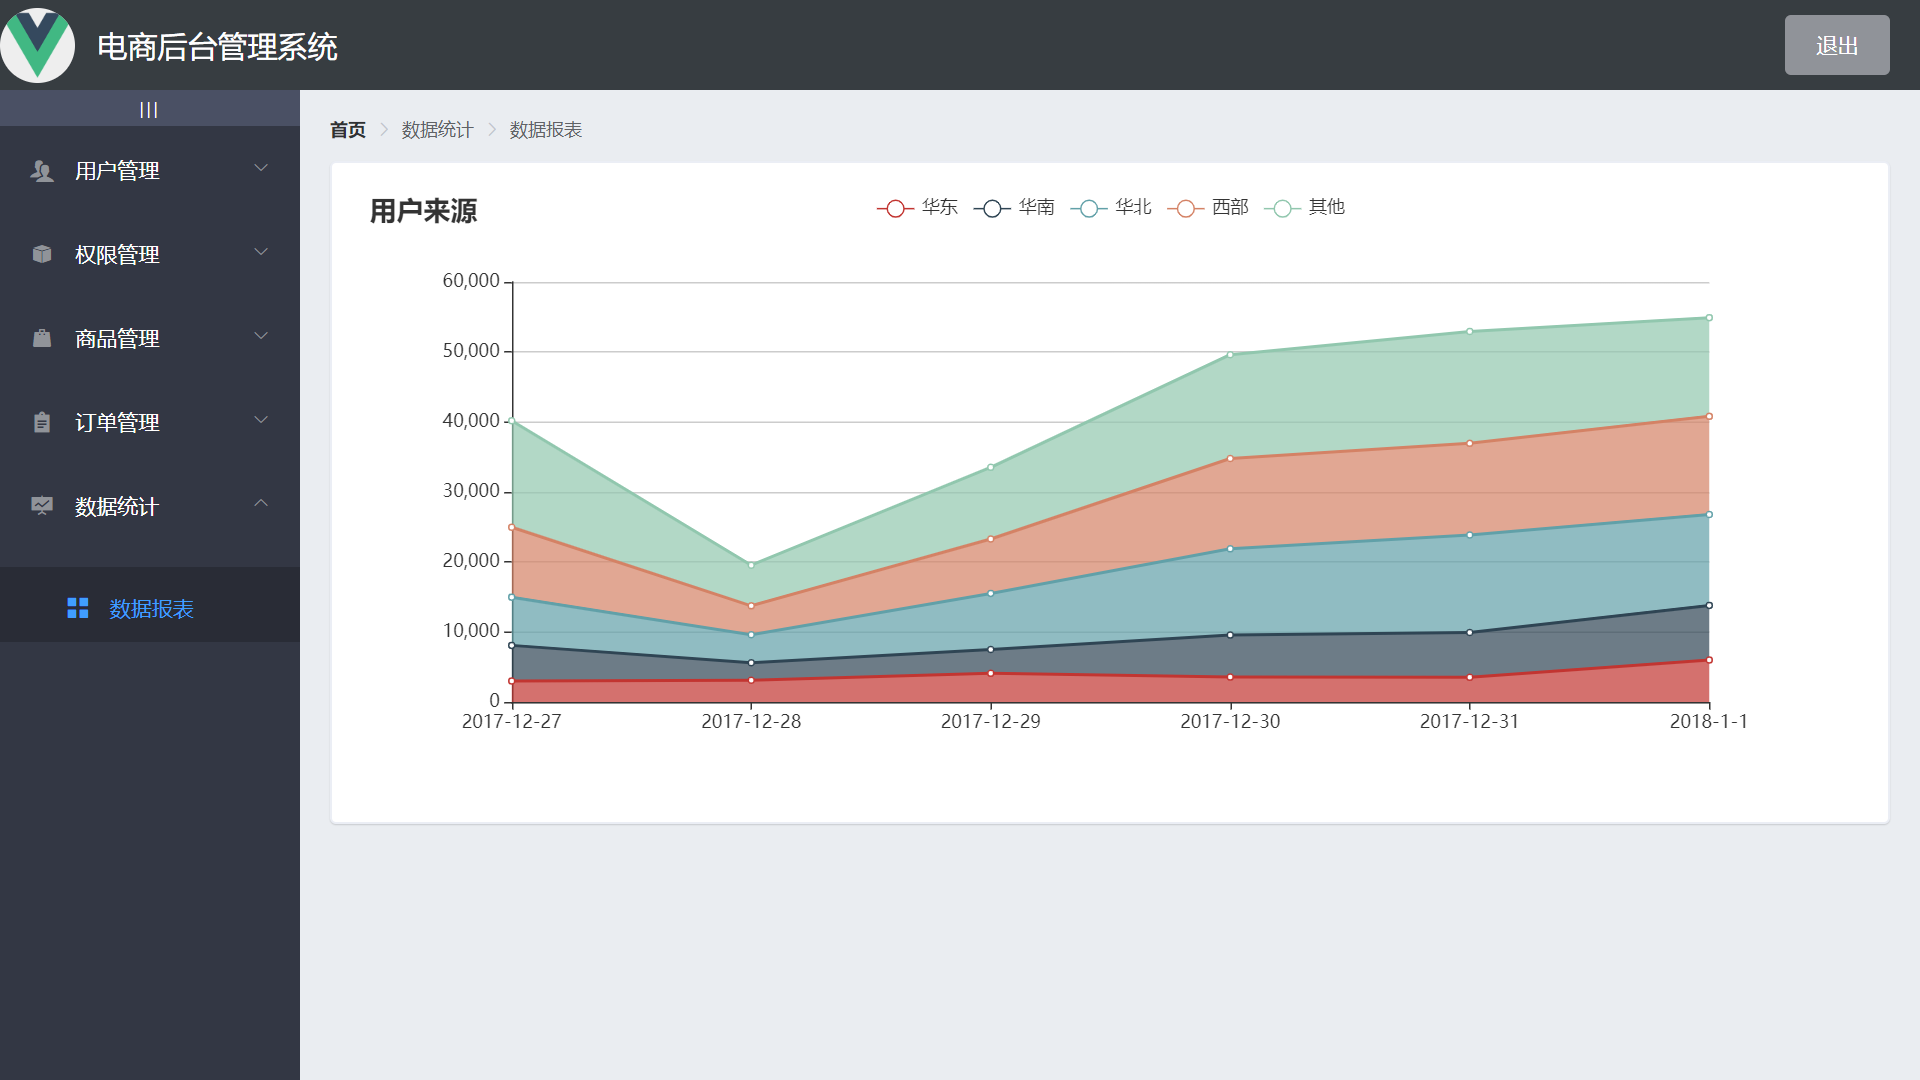 电商后台管理系统
退出
|||
用户管理
权限管理
商品管理
订单管理
数据统计
数据报表
首页 数据统计 数据报表
用户来源
华东 华南 华北 西部 其他
60,000
50,000
40,000
30,000
20,000
10,000
0
2017-12-27 2017-12-28 2017-12-29 2017-12-30 2017-12-31 2018-1-1